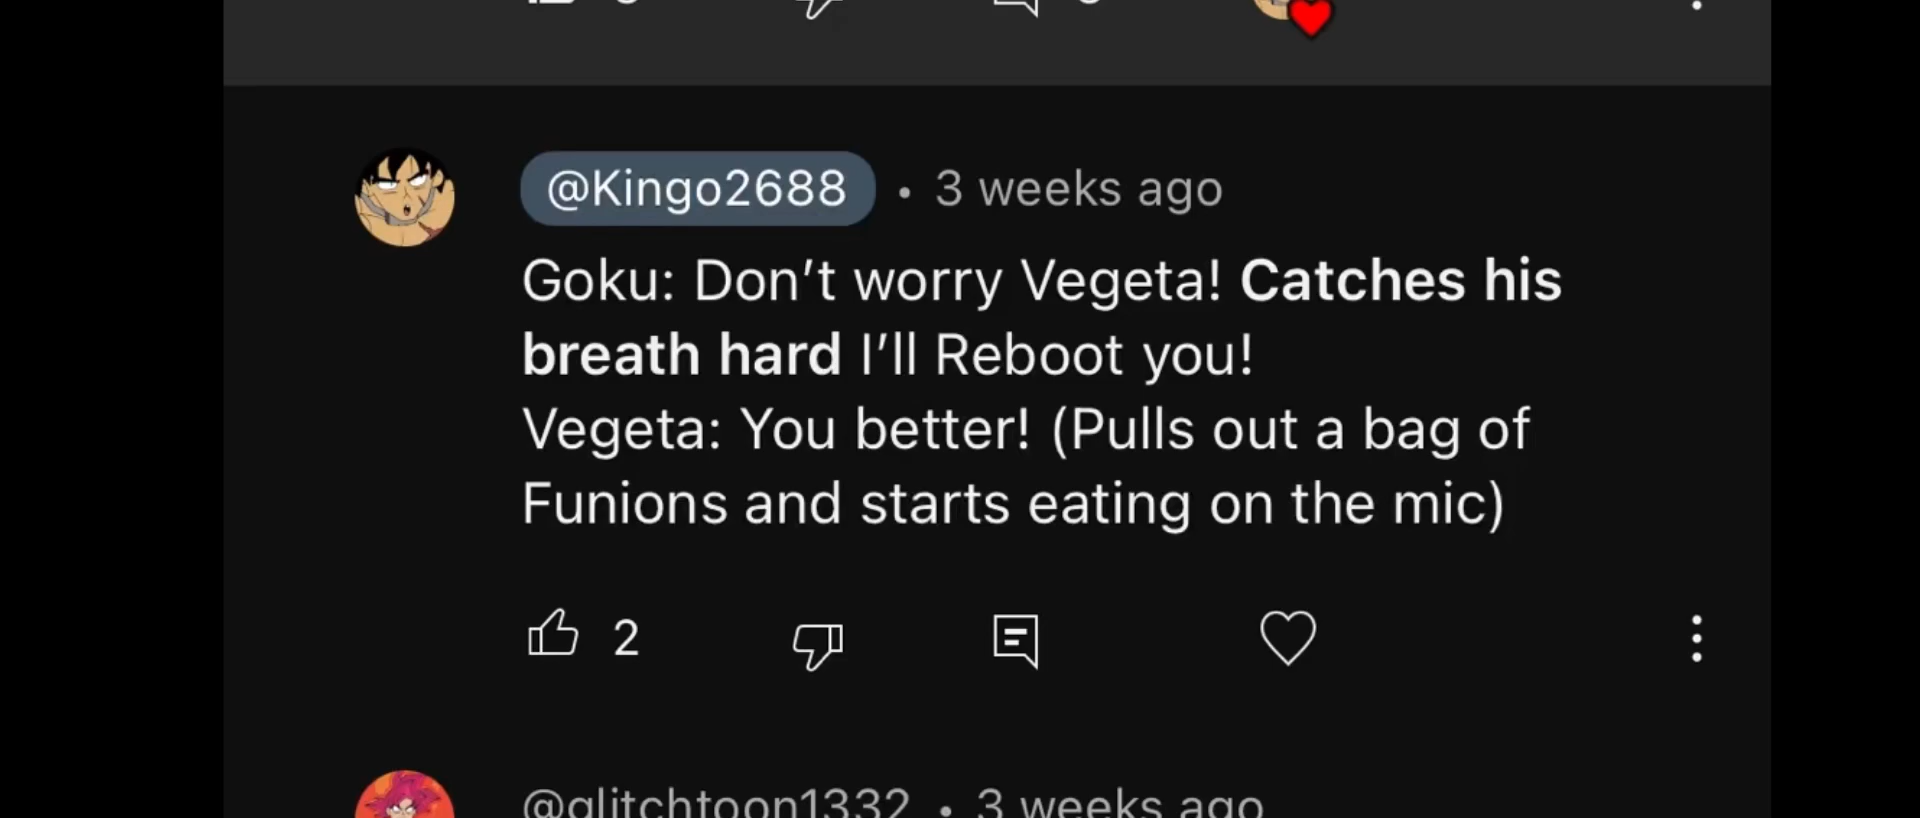 @Kingo2688 • 3 weeks ago
Goku: Don’t worry Vegeta! Catches his
breath hard I’ll Reboot you!
Vegeta: You better! (Pulls out a bag of
Funions and starts eating on the mic)
2
@glitchtoon1332 • 3 weeks ago